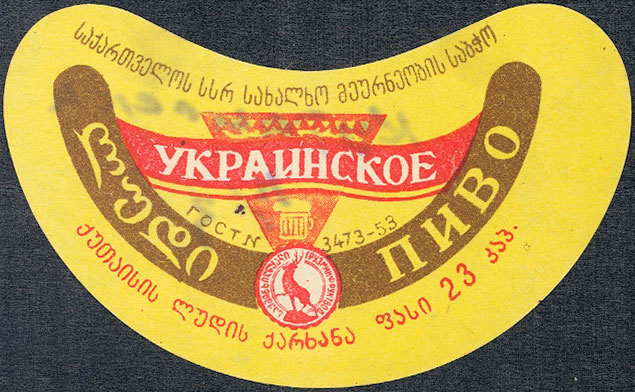 საქართველოს სსრ სახალხო მეურნეობის საბჭო
УКРАИНСКОЕ
ლუდი
ПИВО
ГОСТ N 3473-53
ქუთაისის ლუდის ქარხანა ფასი 23 კაპ.